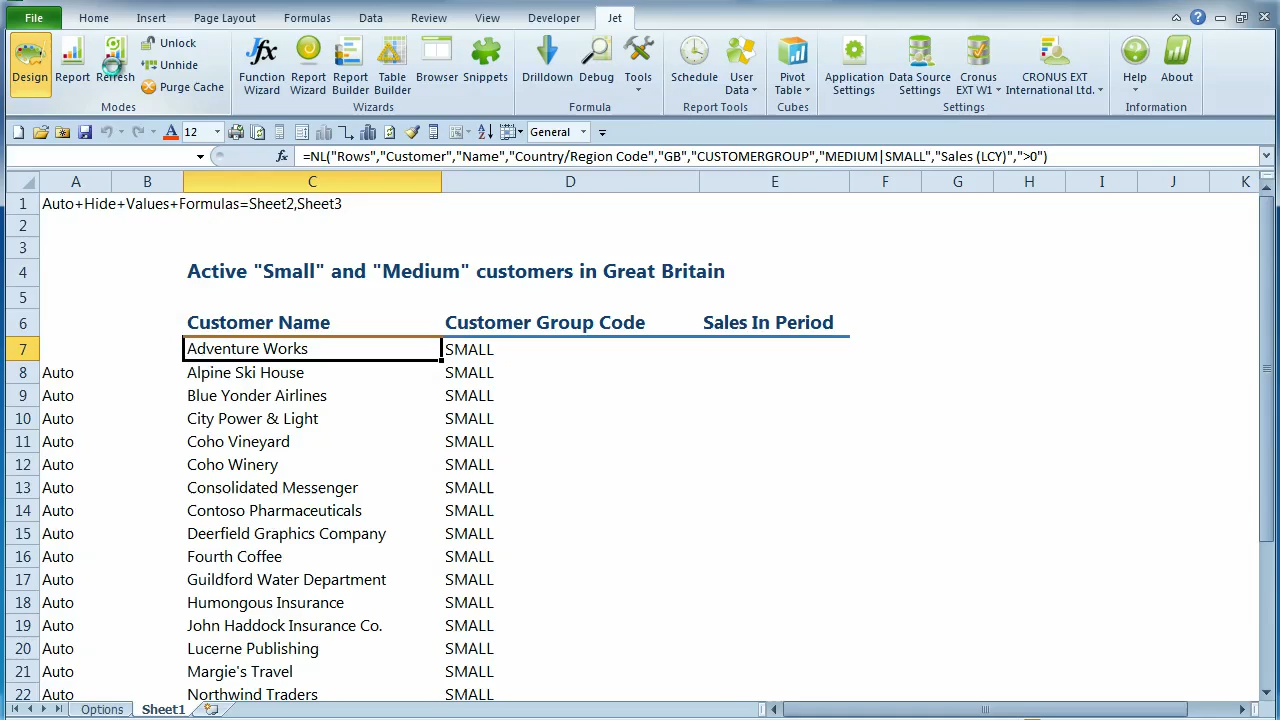 File Home Insert Page Layout Formulas Data Review View Developer Jet
Design Report Refresh Unlock Unhide Purge Cache Function Wizard Report Wizard Report Builder Table Builder Browser Snippets Drilldown Debug Tools Schedule User Data Pivot Table Application Settings Data Source Settings Cronus EXT W1 CRONUS EXT International Ltd. Help About
Modes Wizards Formula Report Tools Cubes Settings Information
12 General
fx =NL("Rows","Customer","Name","Country/Region Code","GB","CUSTOMERGROUP","MEDIUM|SMALL","Sales (LCY)",">0")
A B C D E F G H I J K
1 Auto+Hide+Values+Formulas=Sheet2,Sheet3
2
3
4 Active "Small" and "Medium" customers in Great Britain
5
6 Customer Name Customer Group Code Sales In Period
7 Adventure Works SMALL
8 Auto Alpine Ski House SMALL
9 Auto Blue Yonder Airlines SMALL
10 Auto City Power & Light SMALL
11 Auto Coho Vineyard SMALL
12 Auto Coho Winery SMALL
13 Auto Consolidated Messenger SMALL
14 Auto Contoso Pharmaceuticals SMALL
15 Auto Deerfield Graphics Company SMALL
16 Auto Fourth Coffee SMALL
17 Auto Guildford Water Department SMALL
18 Auto Humongous Insurance SMALL
19 Auto John Haddock Insurance Co. SMALL
20 Auto Lucerne Publishing SMALL
21 Auto Margie's Travel SMALL
22 Auto Northwind Traders SMALL
Options Sheet1